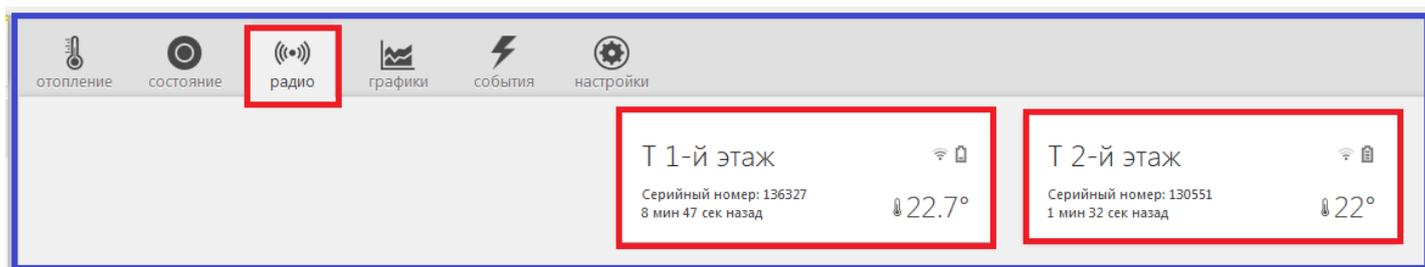 отопление
состояние
радио
графики
события
настройки
Т 1-й этаж
Серийный номер: 136327
8 мин 47 сек назад
22.7°
Т 2-й этаж
Серийный номер: 130551
1 мин 32 сек назад
22°